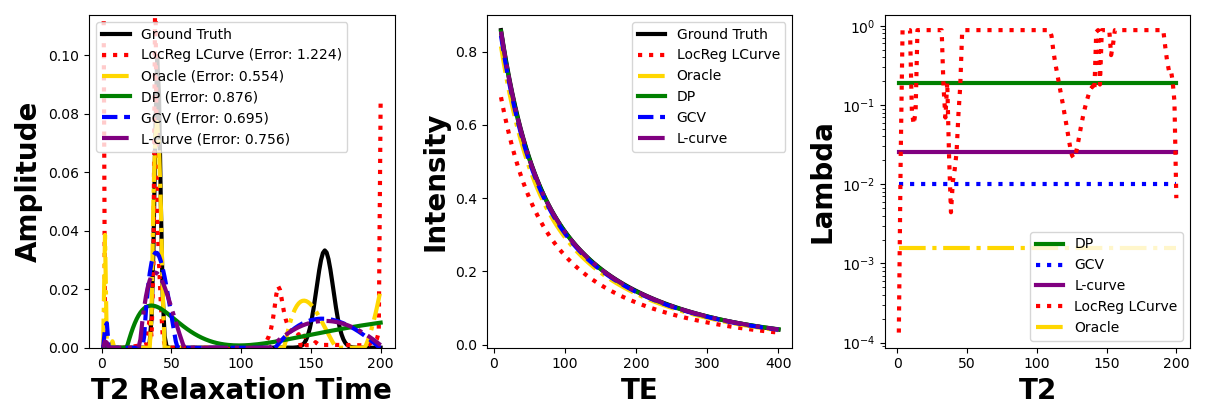 Amplitude
0.10
0.08
0.06
0.04
0.02
0.00
Ground Truth
LocReg LCurve (Error: 1.224)
Oracle (Error: 0.554)
DP (Error: 0.876)
GCV (Error: 0.695)
L-curve (Error: 0.756)
0 50 100 150 200
T2 Relaxation Time
Intensity
0.8
0.6
0.4
0.2
0.0
Ground Truth
LocReg LCurve
Oracle
DP
GCV
L-curve
0 100 200 300 400
TE
Lambda
10⁰
10⁻¹
10⁻²
10⁻³
10⁻⁴
DP
GCV
L-curve
LocReg LCurve
Oracle
0 50 100 150 200
T2